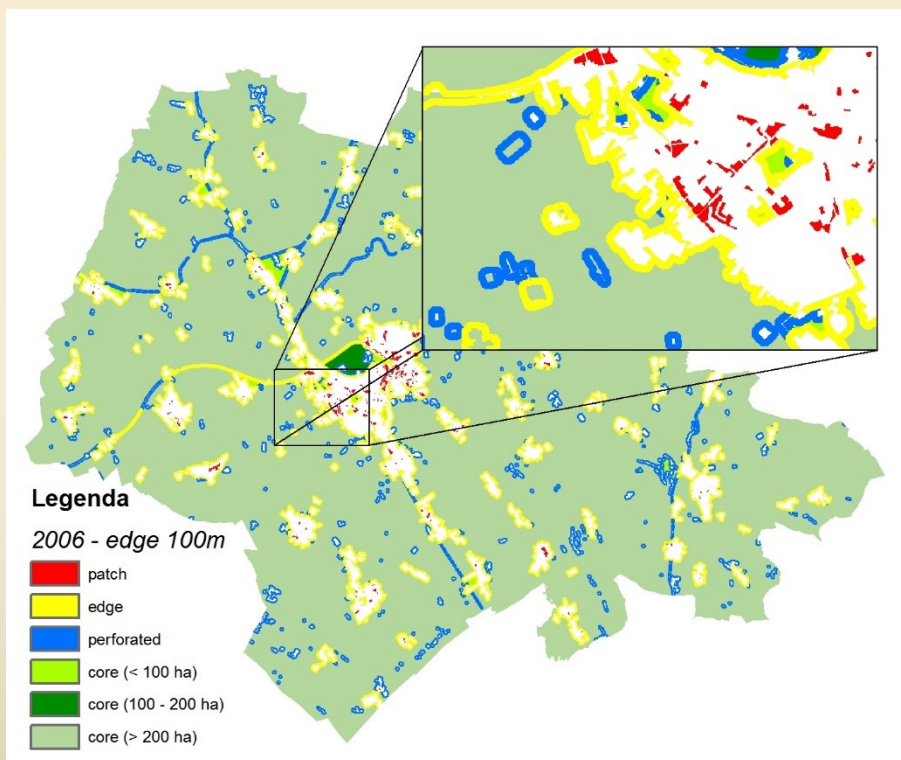 Legenda
2006 - edge 100m
patch
edge
perforated
core (< 100 ha)
core (100 - 200 ha)
core (> 200 ha)